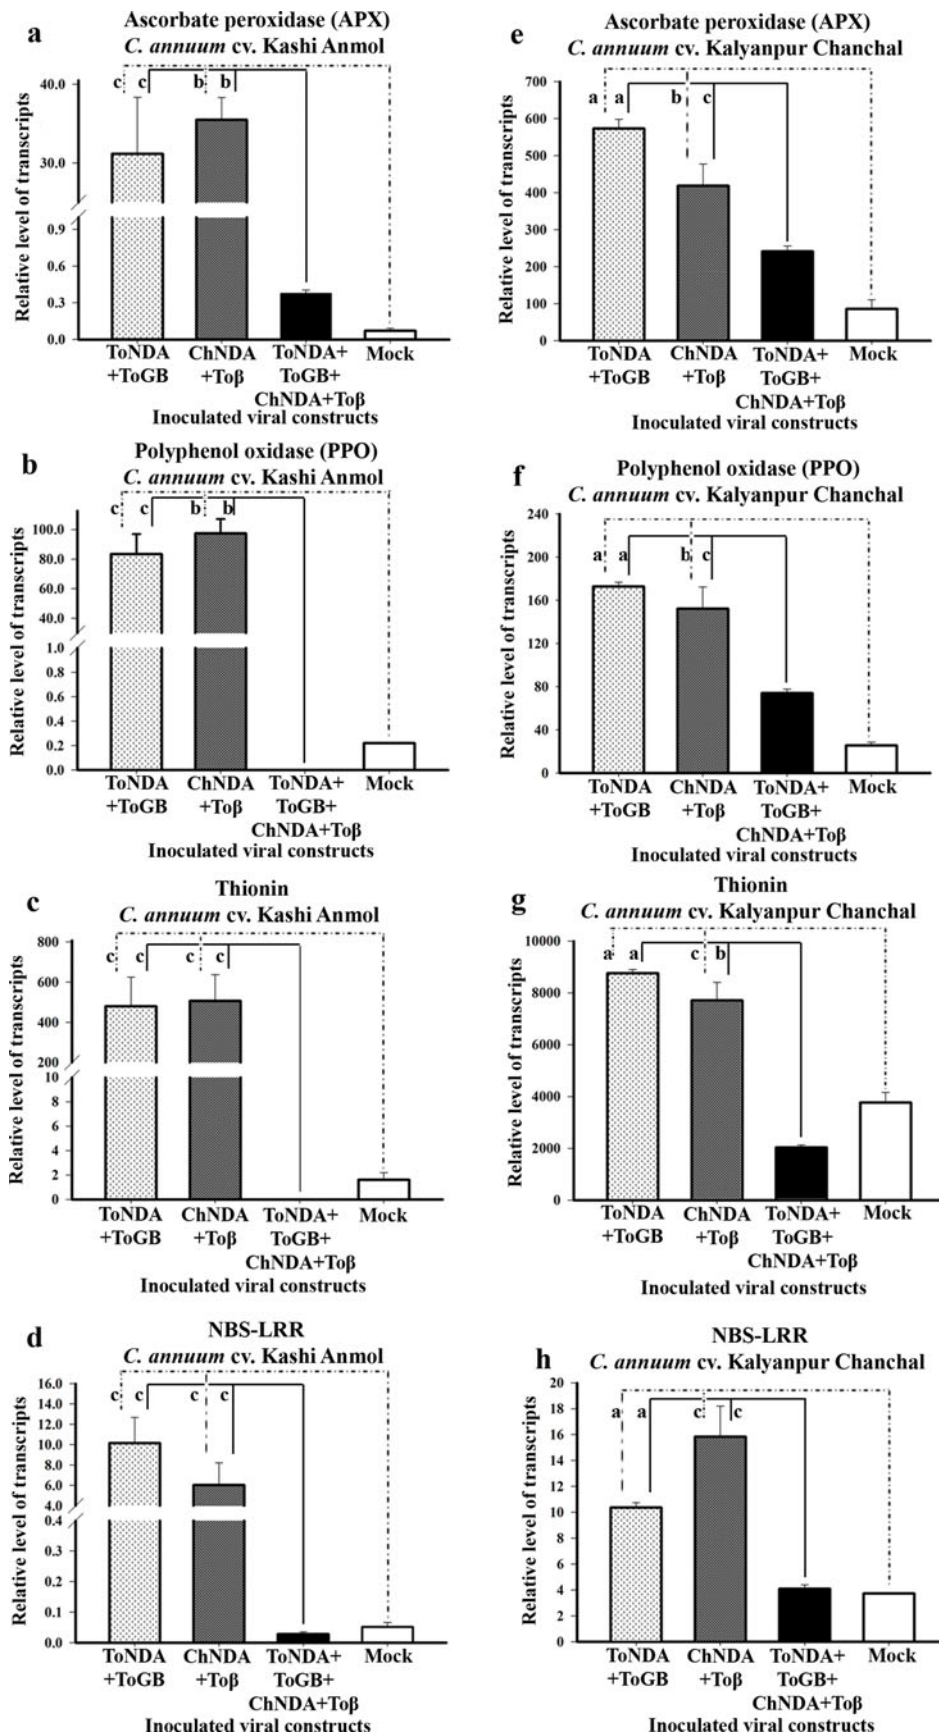 a
Ascorbate peroxidase (APX)
C. annuum cv. Kashi Anmol
c c b b
Relative level of transcripts
40.0
30.0
0.9
0.6
0.3
0.0
ToNDA ChNDA ToNDA+ Mock
+ToGB +Toβ ToGB+
ChNDA+Toβ
Inoculated viral constructs
b
Polyphenol oxidase (PPO)
C. annuum cv. Kashi Anmol
c c b b
Relative level of transcripts
100.0
80.0
60.0
40.0
1.0
0.8
0.6
0.4
0.2
0.0
ToNDA ChNDA ToNDA+ Mock
+ToGB +Toβ ToGB+
ChNDA+Toβ
Inoculated viral constructs
c
Thionin
C. annuum cv. Kashi Anmol
c c c c
Relative level of transcripts
800
600
400
200
10
8
6
4
2
0
ToNDA ChNDA ToNDA+ Mock
+ToGB +Toβ ToGB+
ChNDA+Toβ
Inoculated viral constructs
d
NBS-LRR
C. annuum cv. Kashi Anmol
c c c c
Relative level of transcripts
16.0
14.0
12.0
10.0
8.0
6.0
4.0
0.4
0.3
0.2
0.1
0.0
ToNDA ChNDA ToNDA+ Mock
+ToGB +Toβ ToGB+
ChNDA+Toβ
Inoculated viral constructs
e
Ascorbate peroxidase (APX)
C. annuum cv. Kalyanpur Chanchal
a a b c
Relative level of transcripts
700
600
500
400
300
200
100
0
ToNDA ChNDA ToNDA+ Mock
+ToGB +Toβ ToGB+
ChNDA+Toβ
Inoculated viral constructs
f
Polyphenol oxidase (PPO)
C. annuum cv. Kalyanpur Chanchal
a a b c
Relative level of transcripts
240
200
160
120
80
40
0
ToNDA ChNDA ToNDA+ Mock
+ToGB +Toβ ToGB+
ChNDA+Toβ
Inoculated viral constructs
g
Thionin
C. annuum cv. Kalyanpur Chanchal
a a c b
Relative level of transcripts
10000
8000
6000
4000
2000
0
ToNDA ChNDA ToNDA+ Mock
+ToGB +Toβ ToGB+
ChNDA+Toβ
Inoculated viral constructs
h
NBS-LRR
C. annuum cv. Kalyanpur Chanchal
a a c c
Relative level of transcripts
20
18
16
14
12
10
8
6
4
2
0
ToNDA ChNDA ToNDA+ Mock
+ToGB +Toβ ToGB+
ChNDA+Toβ
Inoculated viral constructs